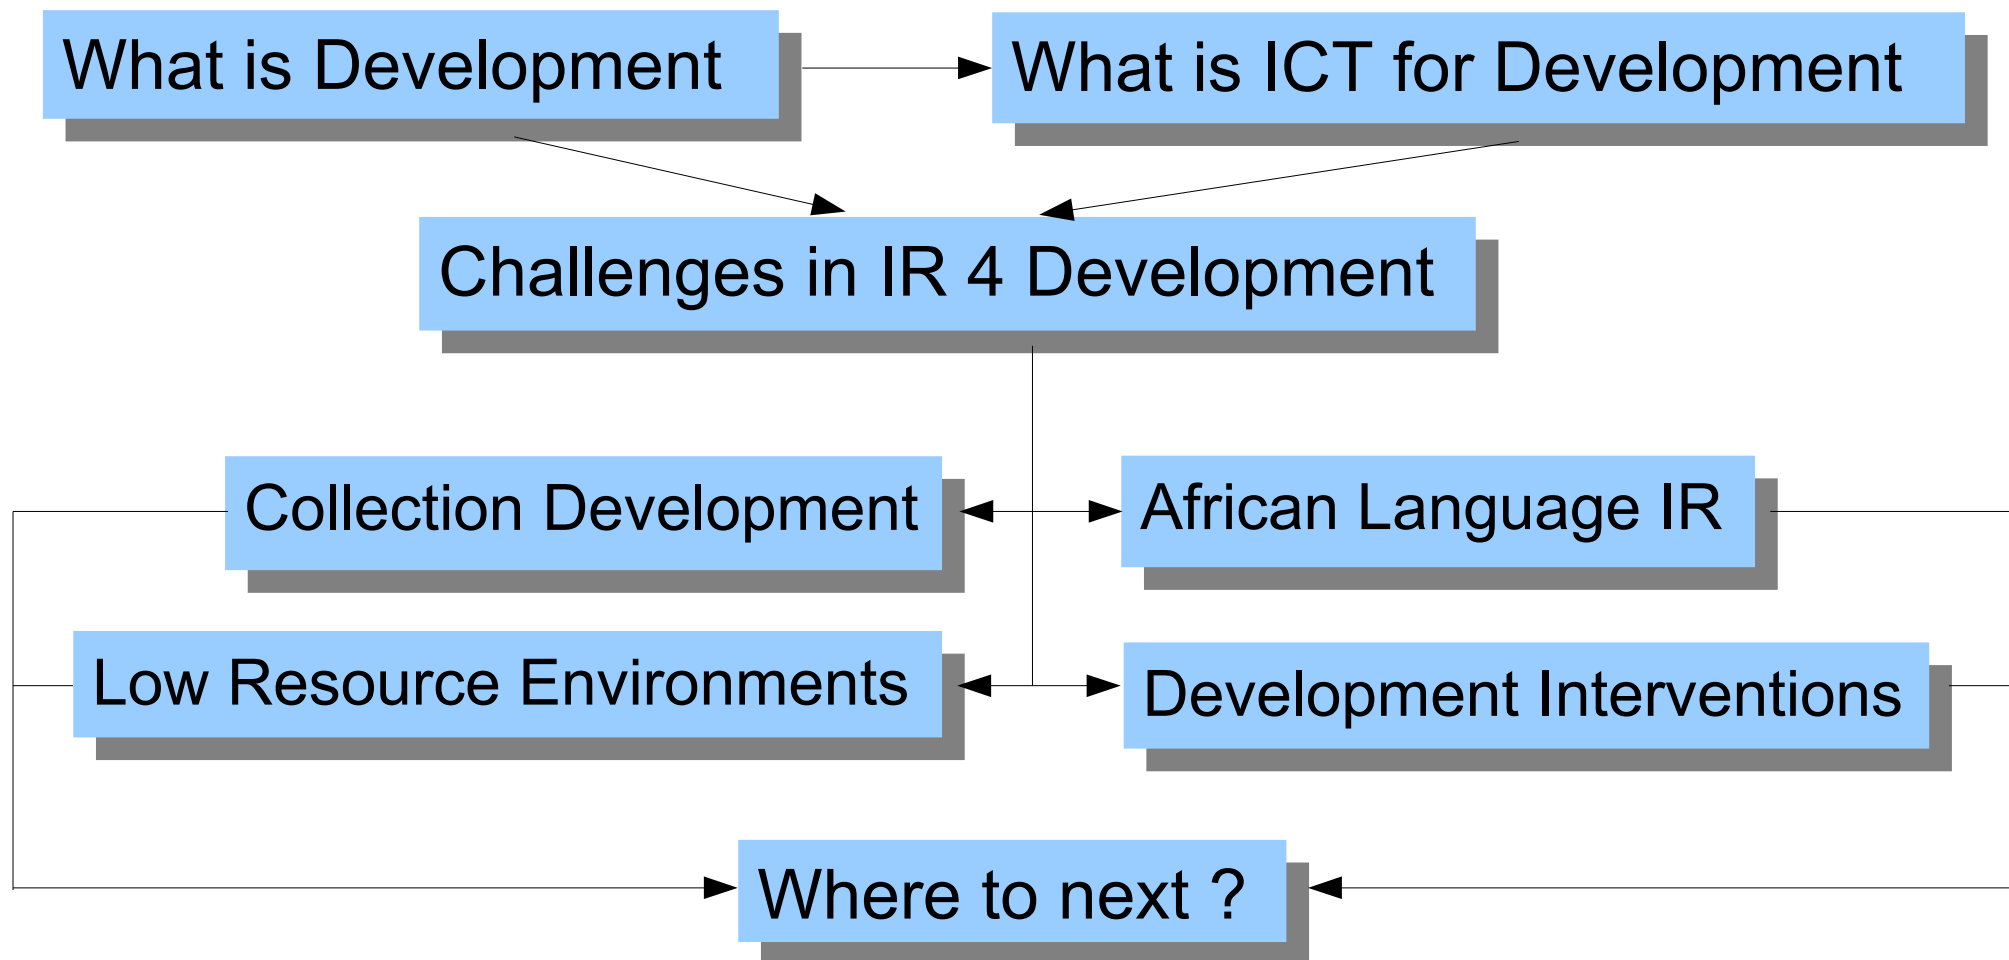 What is Development
What is ICT for Development
Challenges in IR 4 Development
Collection Development
African Language IR
Low Resource Environments
Development Interventions
Where to next ?